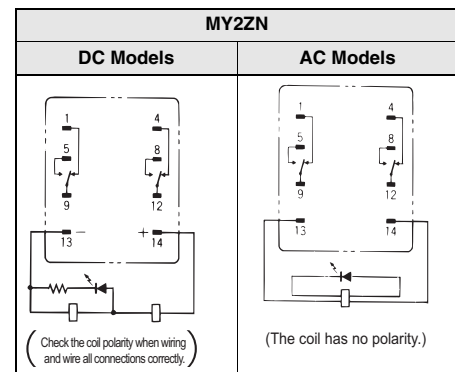 MY2ZN
DC Models
AC Models
1 4
5 8
9 12
13 − + 14
Check the coil polarity when wiring
and wire all connections correctly.
1 4
5 8
9 12
13 14
(The coil has no polarity.)